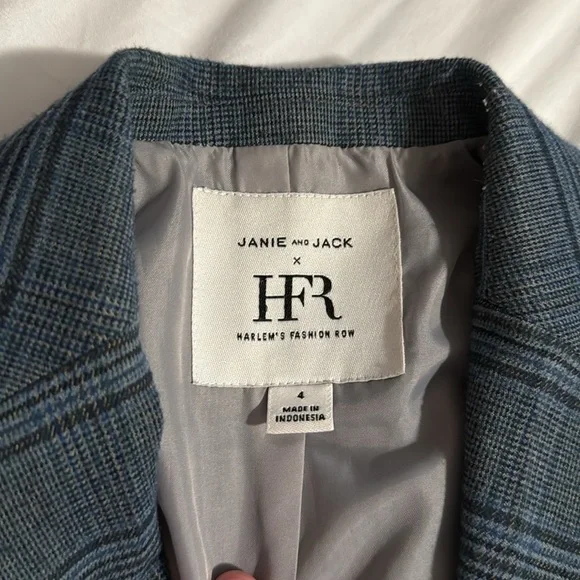 JANIE AND JACK
×
HFR
HARLEM'S FASHION ROW
4
MADE IN
INDONESIA